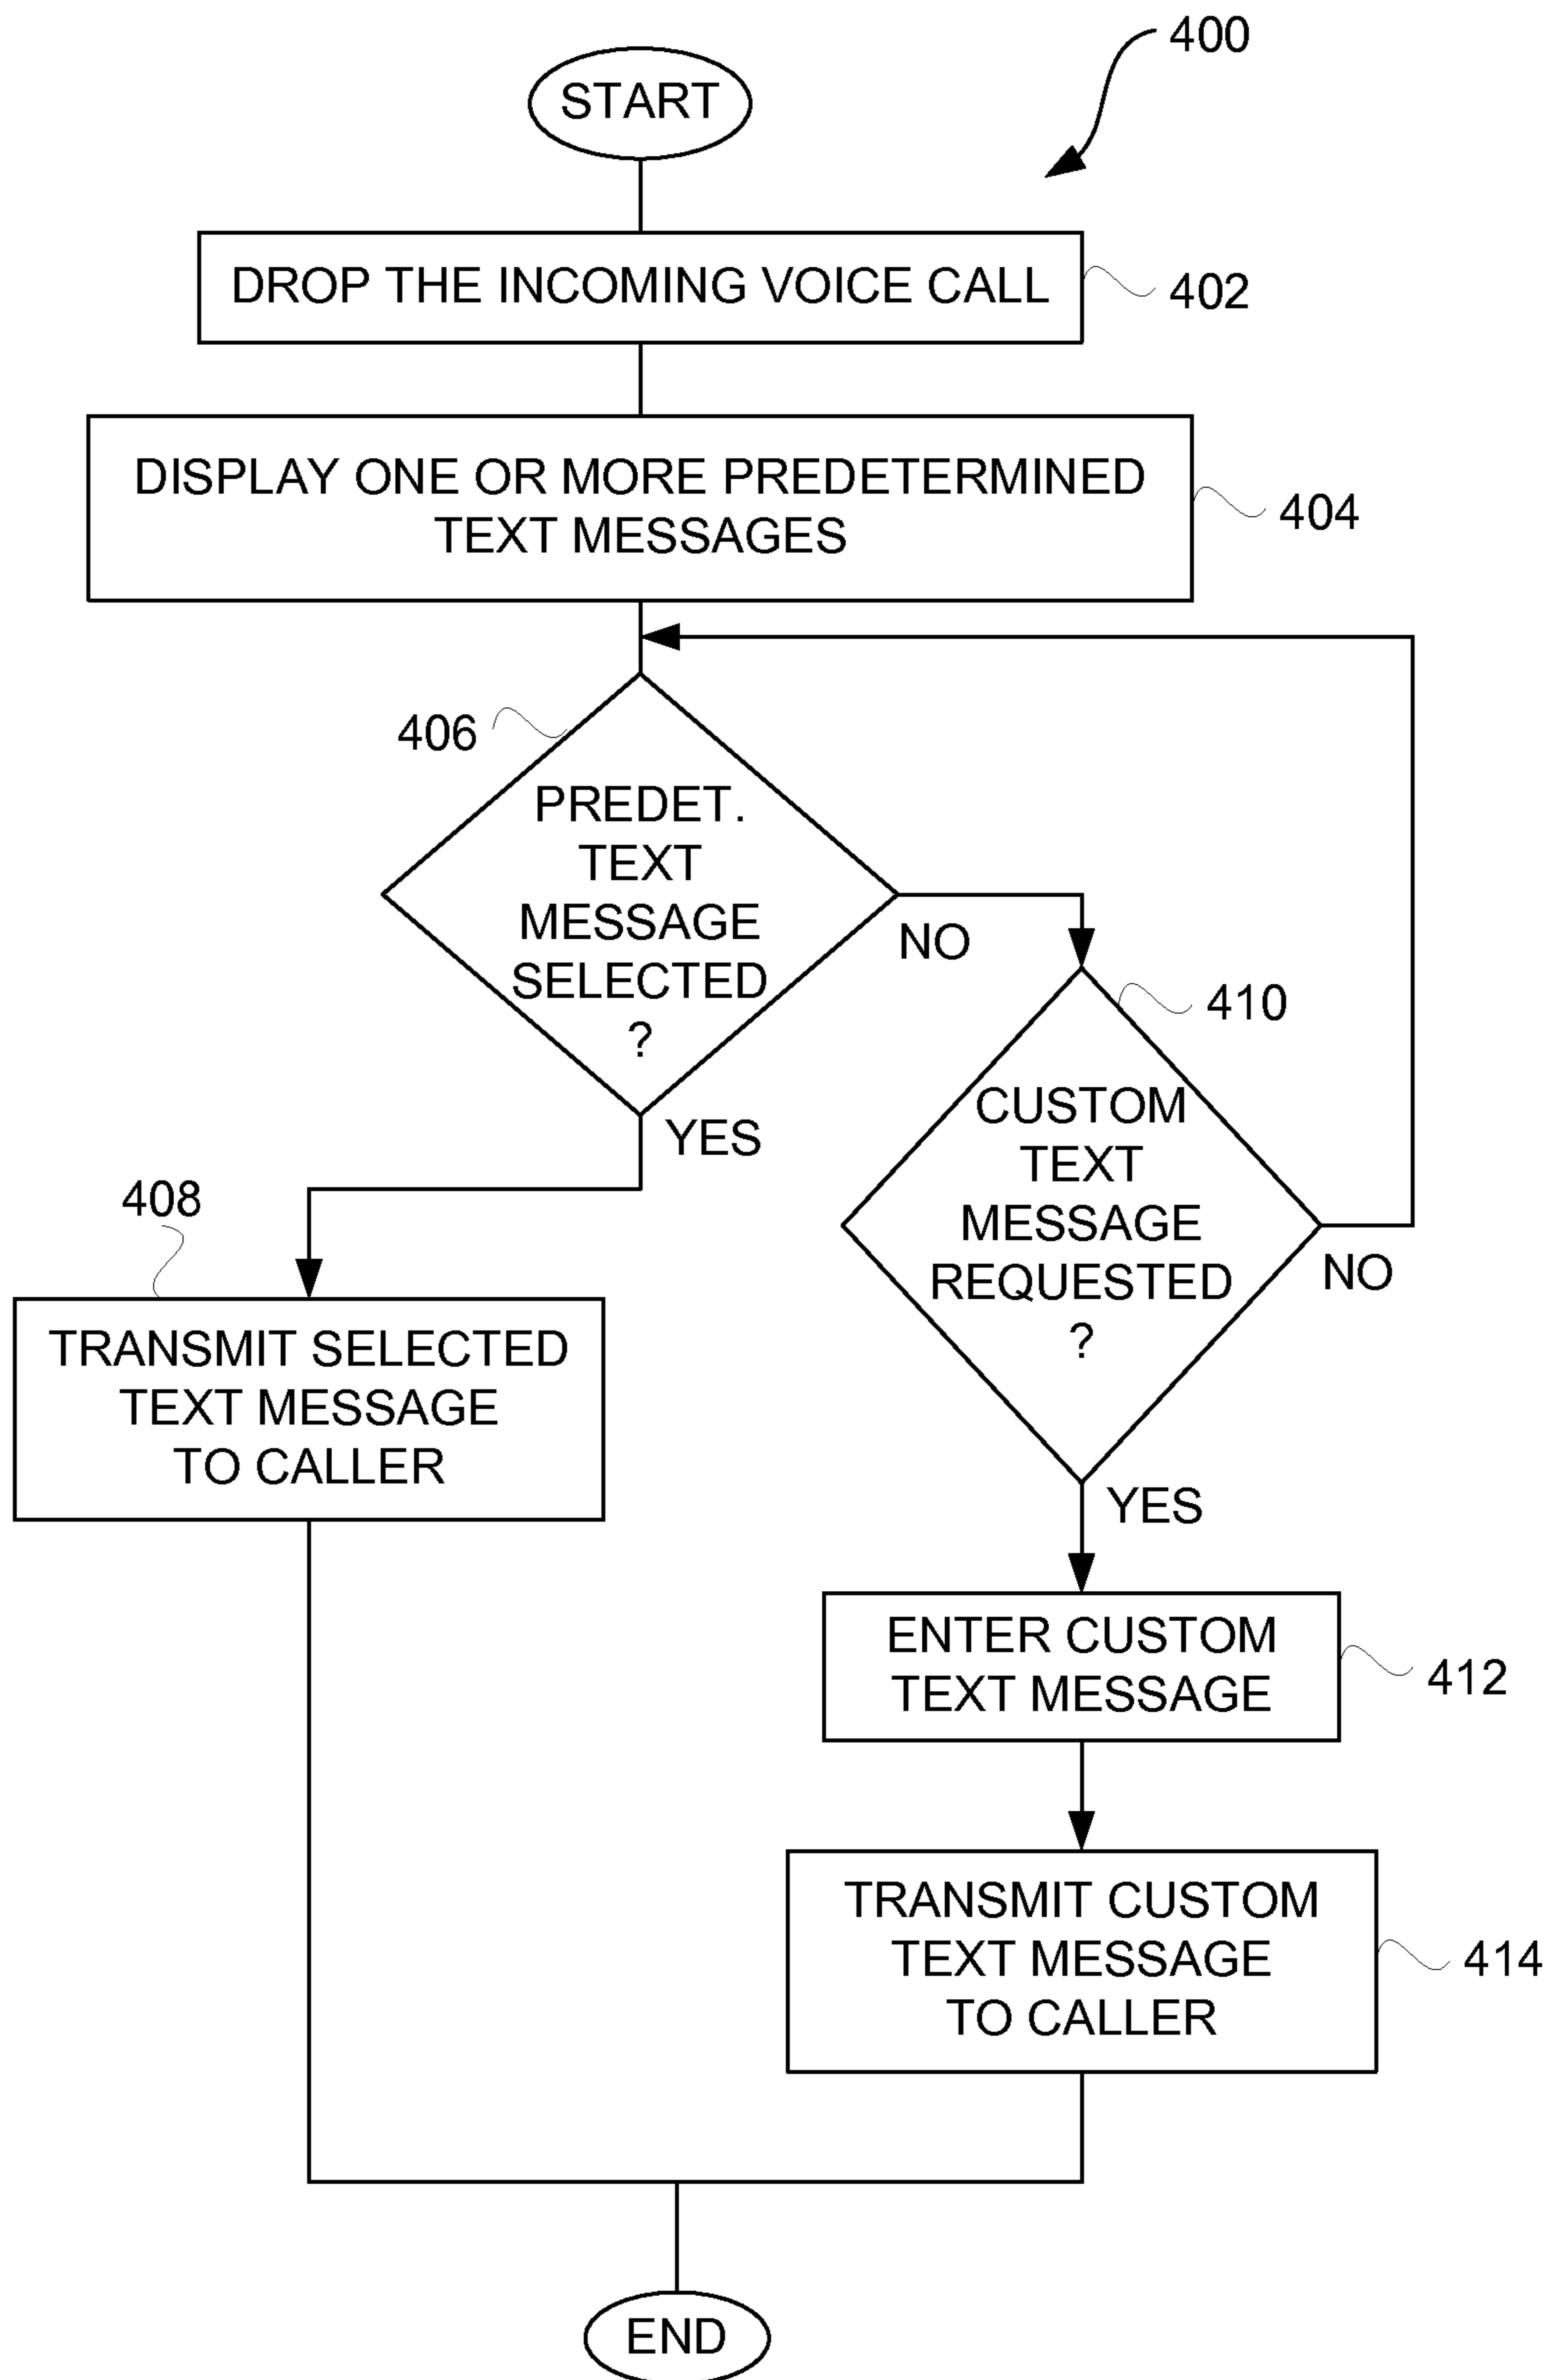 400
START
DROP THE INCOMING VOICE CALL
402
DISPLAY ONE OR MORE PREDETERMINED
TEXT MESSAGES
404
406
PREDET.
TEXT
MESSAGE
SELECTED
?
NO
YES
410
CUSTOM
TEXT
MESSAGE
REQUESTED
?
NO
YES
408
TRANSMIT SELECTED
TEXT MESSAGE
TO CALLER
ENTER CUSTOM
TEXT MESSAGE
412
TRANSMIT CUSTOM
TEXT MESSAGE
TO CALLER
414
END